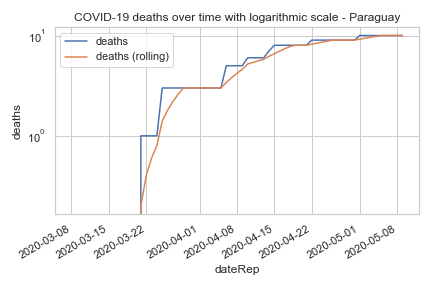 COVID-19 deaths over time with logarithmic scale - Paraguay
deaths
deaths (rolling)
10¹
10⁰
deaths
2020-03-08
2020-03-15
2020-03-22
2020-04-01
2020-04-08
2020-04-15
2020-04-22
2020-05-01
2020-05-08
dateRep